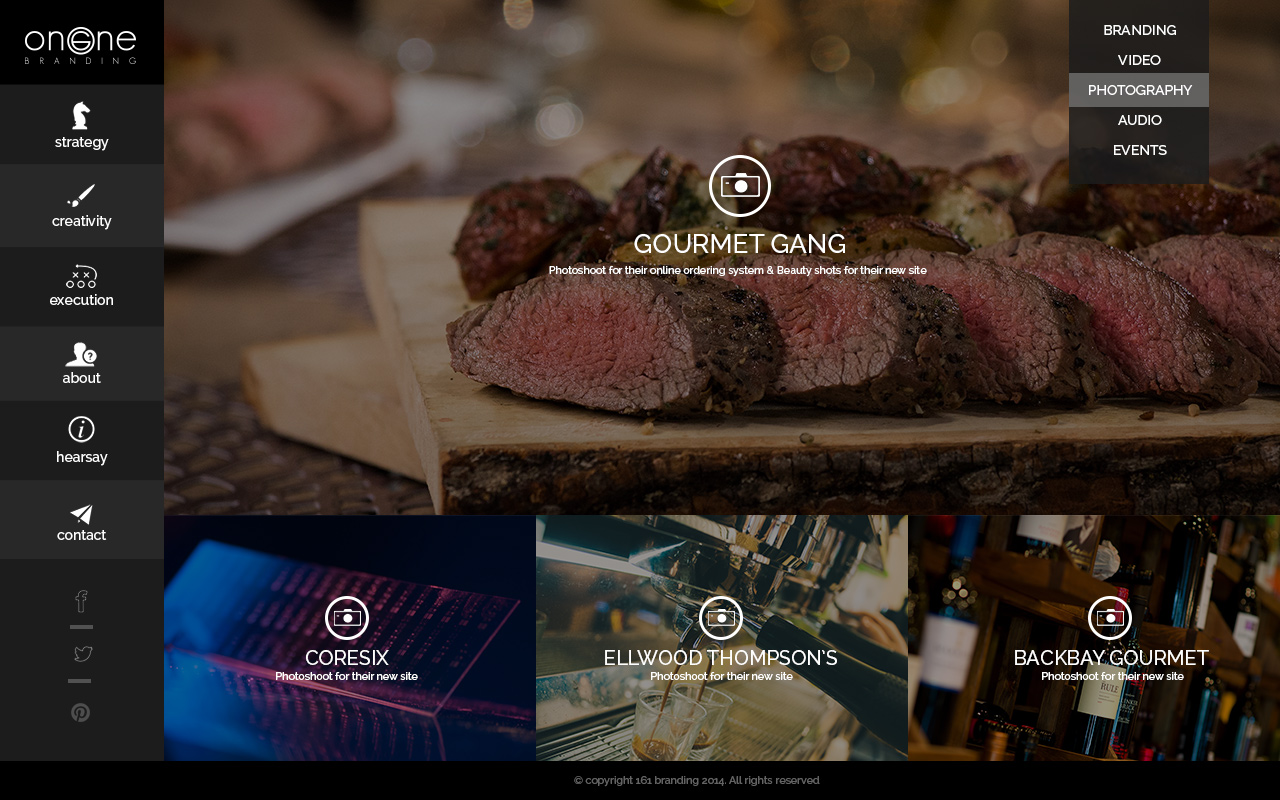 onOne
BRANDING
strategy
creativity
execution
about
hearsay
contact
BRANDING
VIDEO
PHOTOGRAPHY
AUDIO
EVENTS
GOURMET GANG
Photoshoot for their online ordering system & Beauty shots for their new site
CORESIX
Photoshoot for their new site
ELLWOOD THOMPSON'S
Photoshoot for their new site
BACKBAY GOURMET
Photoshoot for their new site
RULE
© copyright 161 branding 2014. All rights reserved